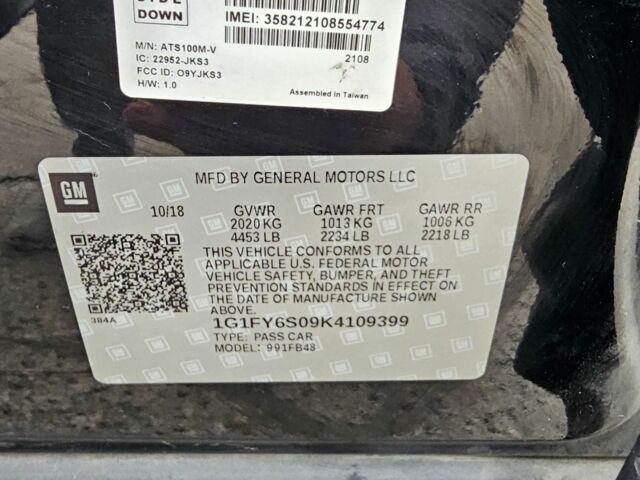 SIDE
DOWN
IMEI: 358212108554774
M/N: ATS100M-V
2108
IC: 22952-JKS3
FCC ID: O9YJKS3
H/W: 1.0
Assembled in Taiwan
GM
MFD BY GENERAL MOTORS LLC
10/18 GVWR GAWR FRT GAWR RR
2020 KG 1013 KG 1006 KG
4453 LB 2234 LB 2218 LB
THIS VEHICLE CONFORMS TO ALL
APPLICABLE U.S. FEDERAL MOTOR
VEHICLE SAFETY, BUMPER, AND THEFT
PREVENTION STANDARDS IN EFFECT ON
THE DATE OF MANUFACTURE SHOWN
ABOVE.
384A
1G1FY6S09K4109399
TYPE: PASS CAR
MODEL: 991FB48